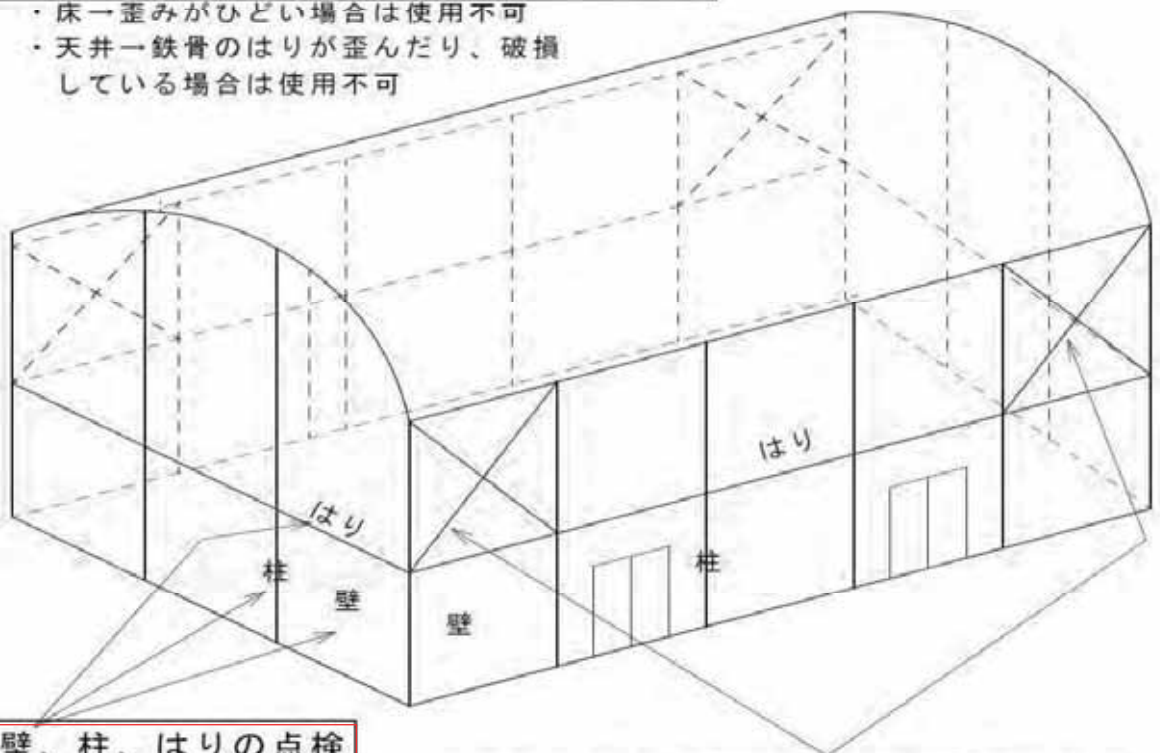 ・床―歪みがひどい場合は使用不可
・天井―鉄骨のはりが歪んだり、破損
している場合は使用不可
はり
はり
柱
柱
壁
壁
壁、柱、はりの点検